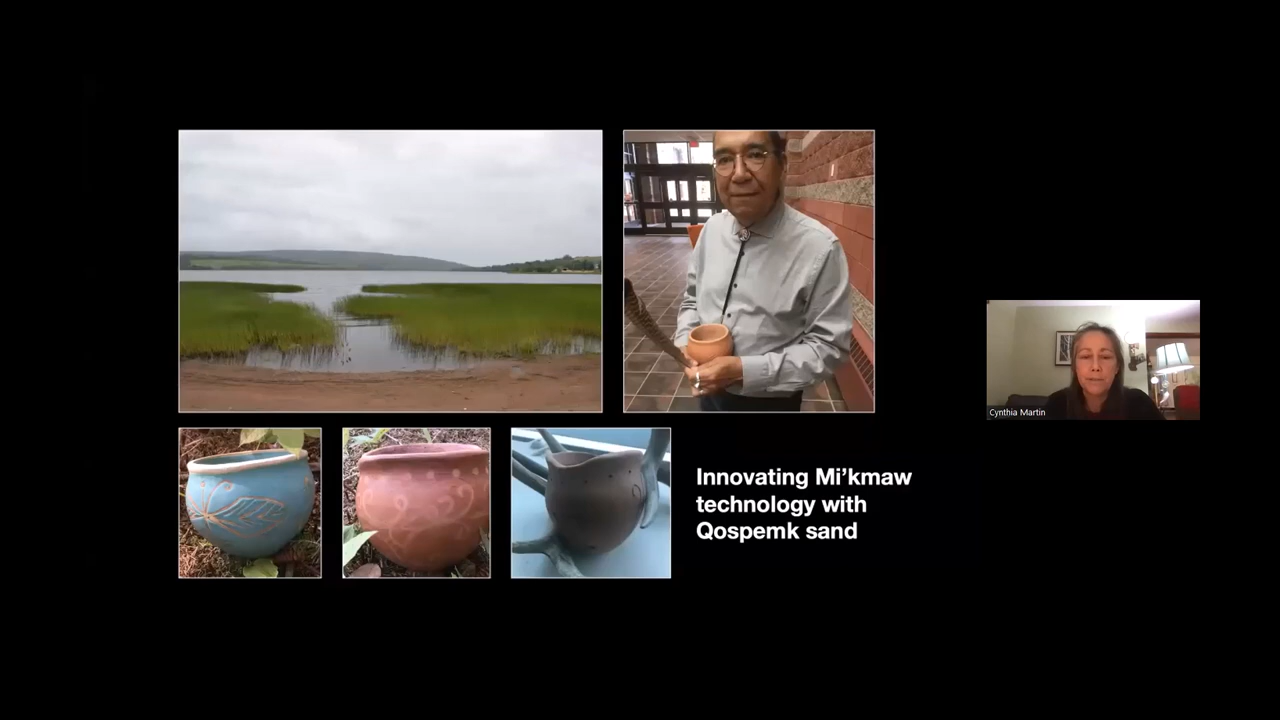 Innovating Mi’kmaw
technology with
Qospemk sand
Cynthia Martin